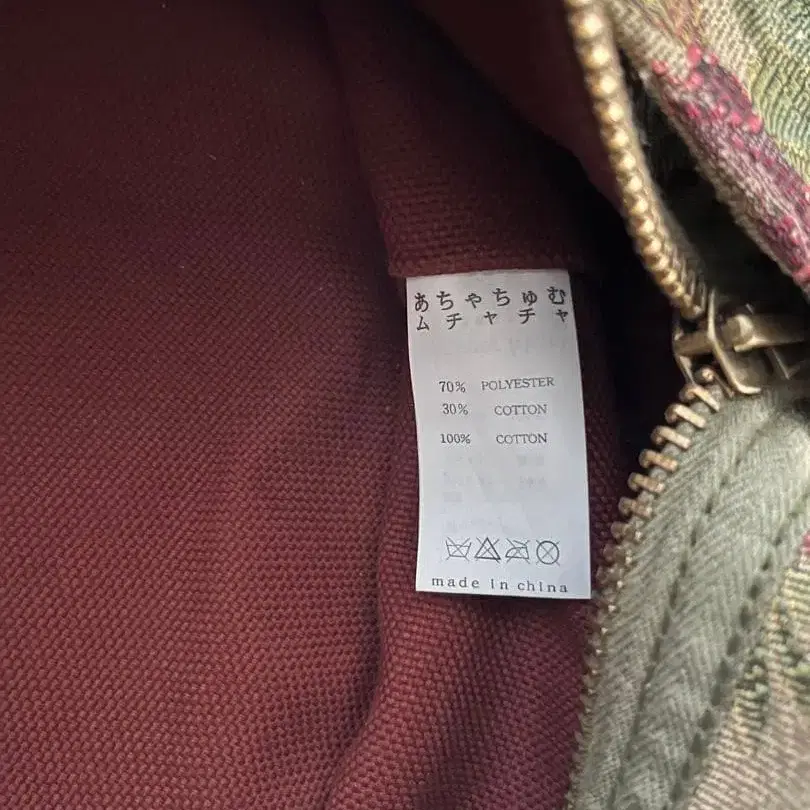 あちゃちゅむ
ムチャチャ
70% POLYESTER
30% COTTON
100% COTTON
made in china